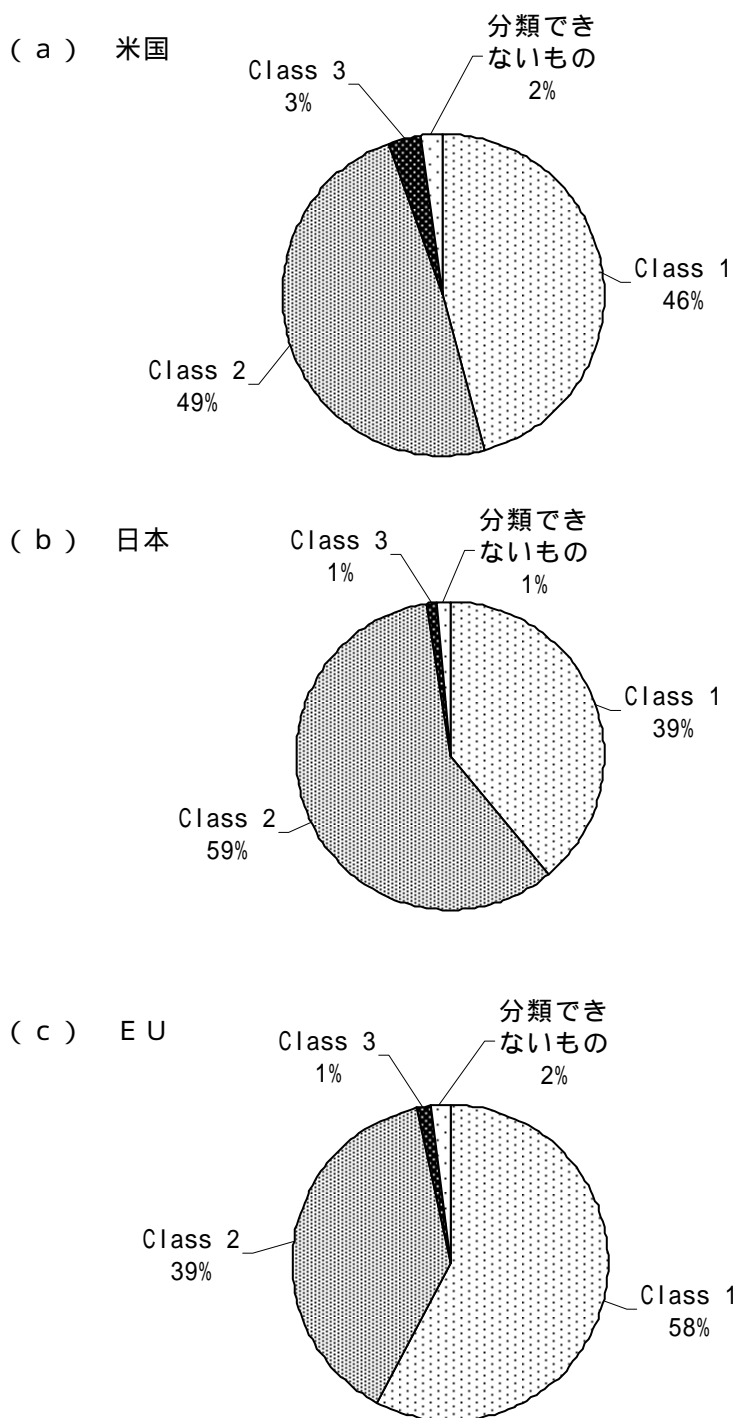 (a) 米国
分類でき
ないもの
2%
Class 3
3%
Class 1
46%
Class 2
49%
(b) 日本
分類でき
ないもの
1%
Class 3
1%
Class 1
39%
Class 2
59%
(c) EU
分類でき
ないもの
2%
Class 3
1%
Class 2
39%
Class 1
58%